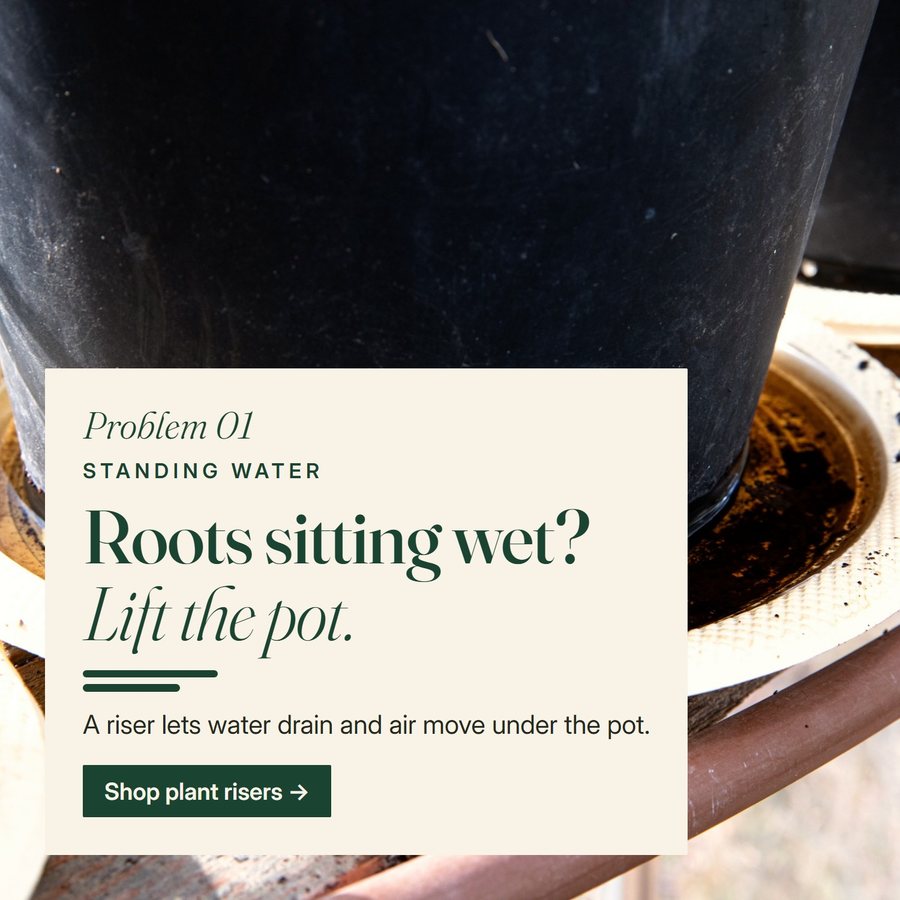 Problem 01
STANDING WATER
Roots sitting wet?
Lift the pot.
A riser lets water drain and air move under the pot.
Shop plant risers →